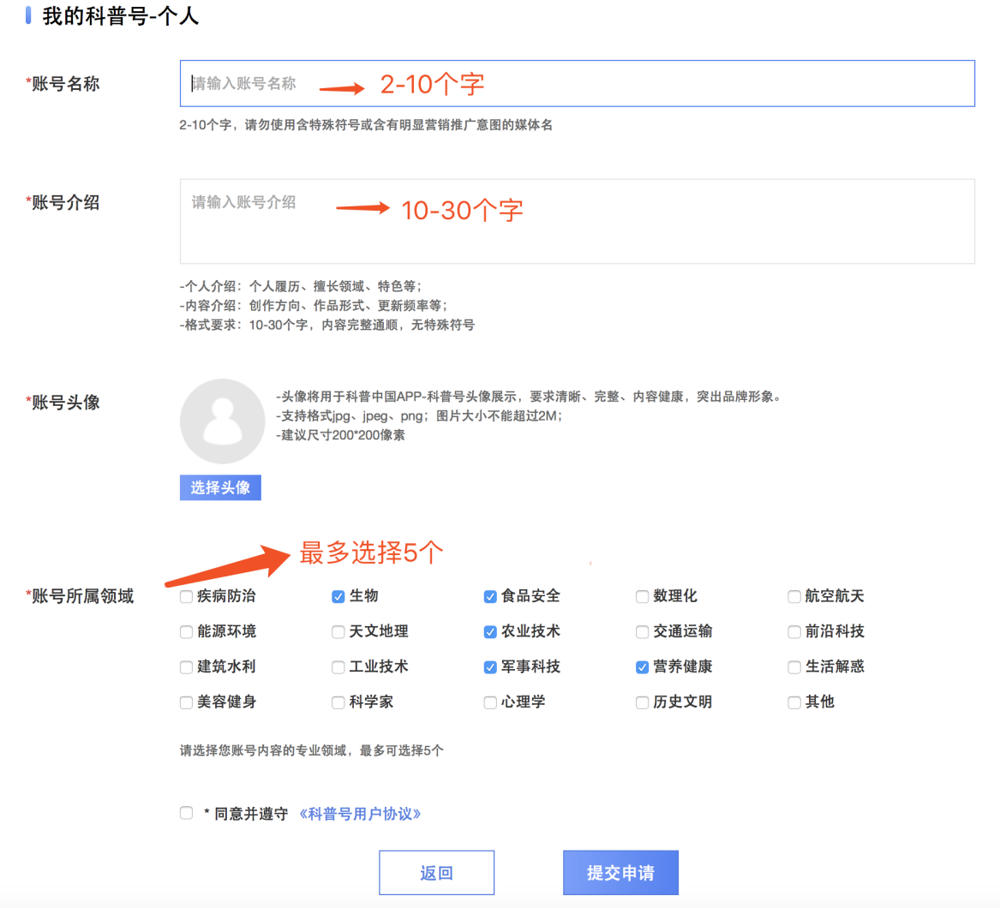 我的科普号-个人
*账号名称
请输入账号名称
2-10个字
2-10个字，请勿使用含特殊符号或含有明显营销推广意图的媒体名
*账号介绍
请输入账号介绍
10-30个字
-个人介绍：个人履历、擅长领域、特色等；
-内容介绍：创作方向、作品形式、更新频率等；
-格式要求：10-30个字，内容完整通顺，无特殊符号
*账号头像
-头像将用于科普中国APP-科普号头像展示，要求清晰、完整、内容健康，突出品牌形象。
-支持格式jpg、jpeg、png；图片大小不能超过2M；
-建议尺寸200*200像素
选择头像
最多选择5个
*账号所属领域
疾病防治 生物 食品安全 数理化 航空航天
能源环境 天文地理 农业技术 交通运输 前沿科技
建筑水利 工业技术 军事科技 营养健康 生活解惑
美容健身 科学家 心理学 历史文明 其他
请选择您账号内容的专业领域，最多可选择5个
* 同意并遵守 《科普号用户协议》
返回 提交申请